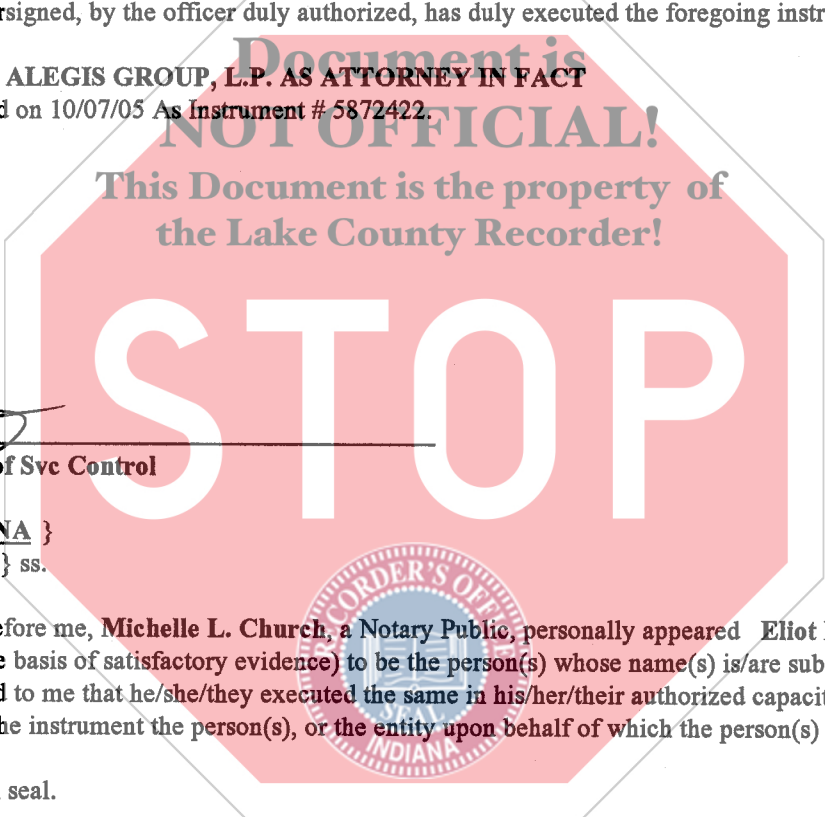 rsigned, by the officer duly authorized, has duly executed the foregoing instr
Document is
ALEGIS GROUP, L.P. AS ATTORNEY IN FACT
d on 10/07/05 As Instrument # 5872422.
NOT OFFICIAL!
This Document is the property of
the Lake County Recorder!
STOP
of Svc Control
NA }
} ss.
RECORDER'S OFFICE
efore me, Michelle L. Church, a Notary Public, personally appeared Eliot
e basis of satisfactory evidence) to be the person(s) whose name(s) is/are sub
d to me that he/she/they executed the same in his/her/their authorized capacit
he instrument the person(s), or the entity upon behalf of which the person(s)
SEAL
INDIANA
seal.